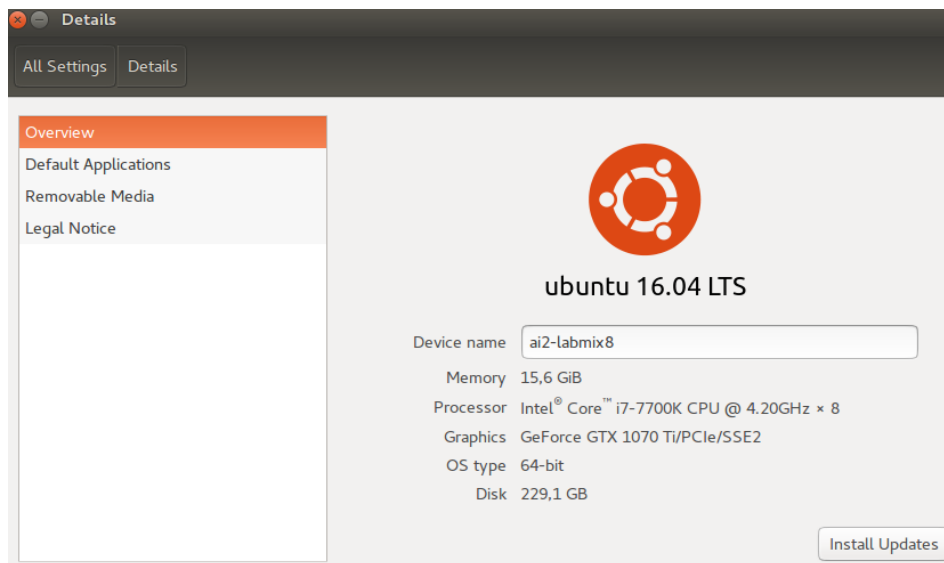 Details
All Settings Details
Overview
Default Applications
Removable Media
Legal Notice
ubuntu 16.04 LTS
Device name ai2-labmix8
Memory 15,6 GiB
Processor Intel® Core™ i7-7700K CPU @ 4.20GHz × 8
Graphics GeForce GTX 1070 Ti/PCIe/SSE2
OS type 64-bit
Disk 229,1 GB
Install Updates